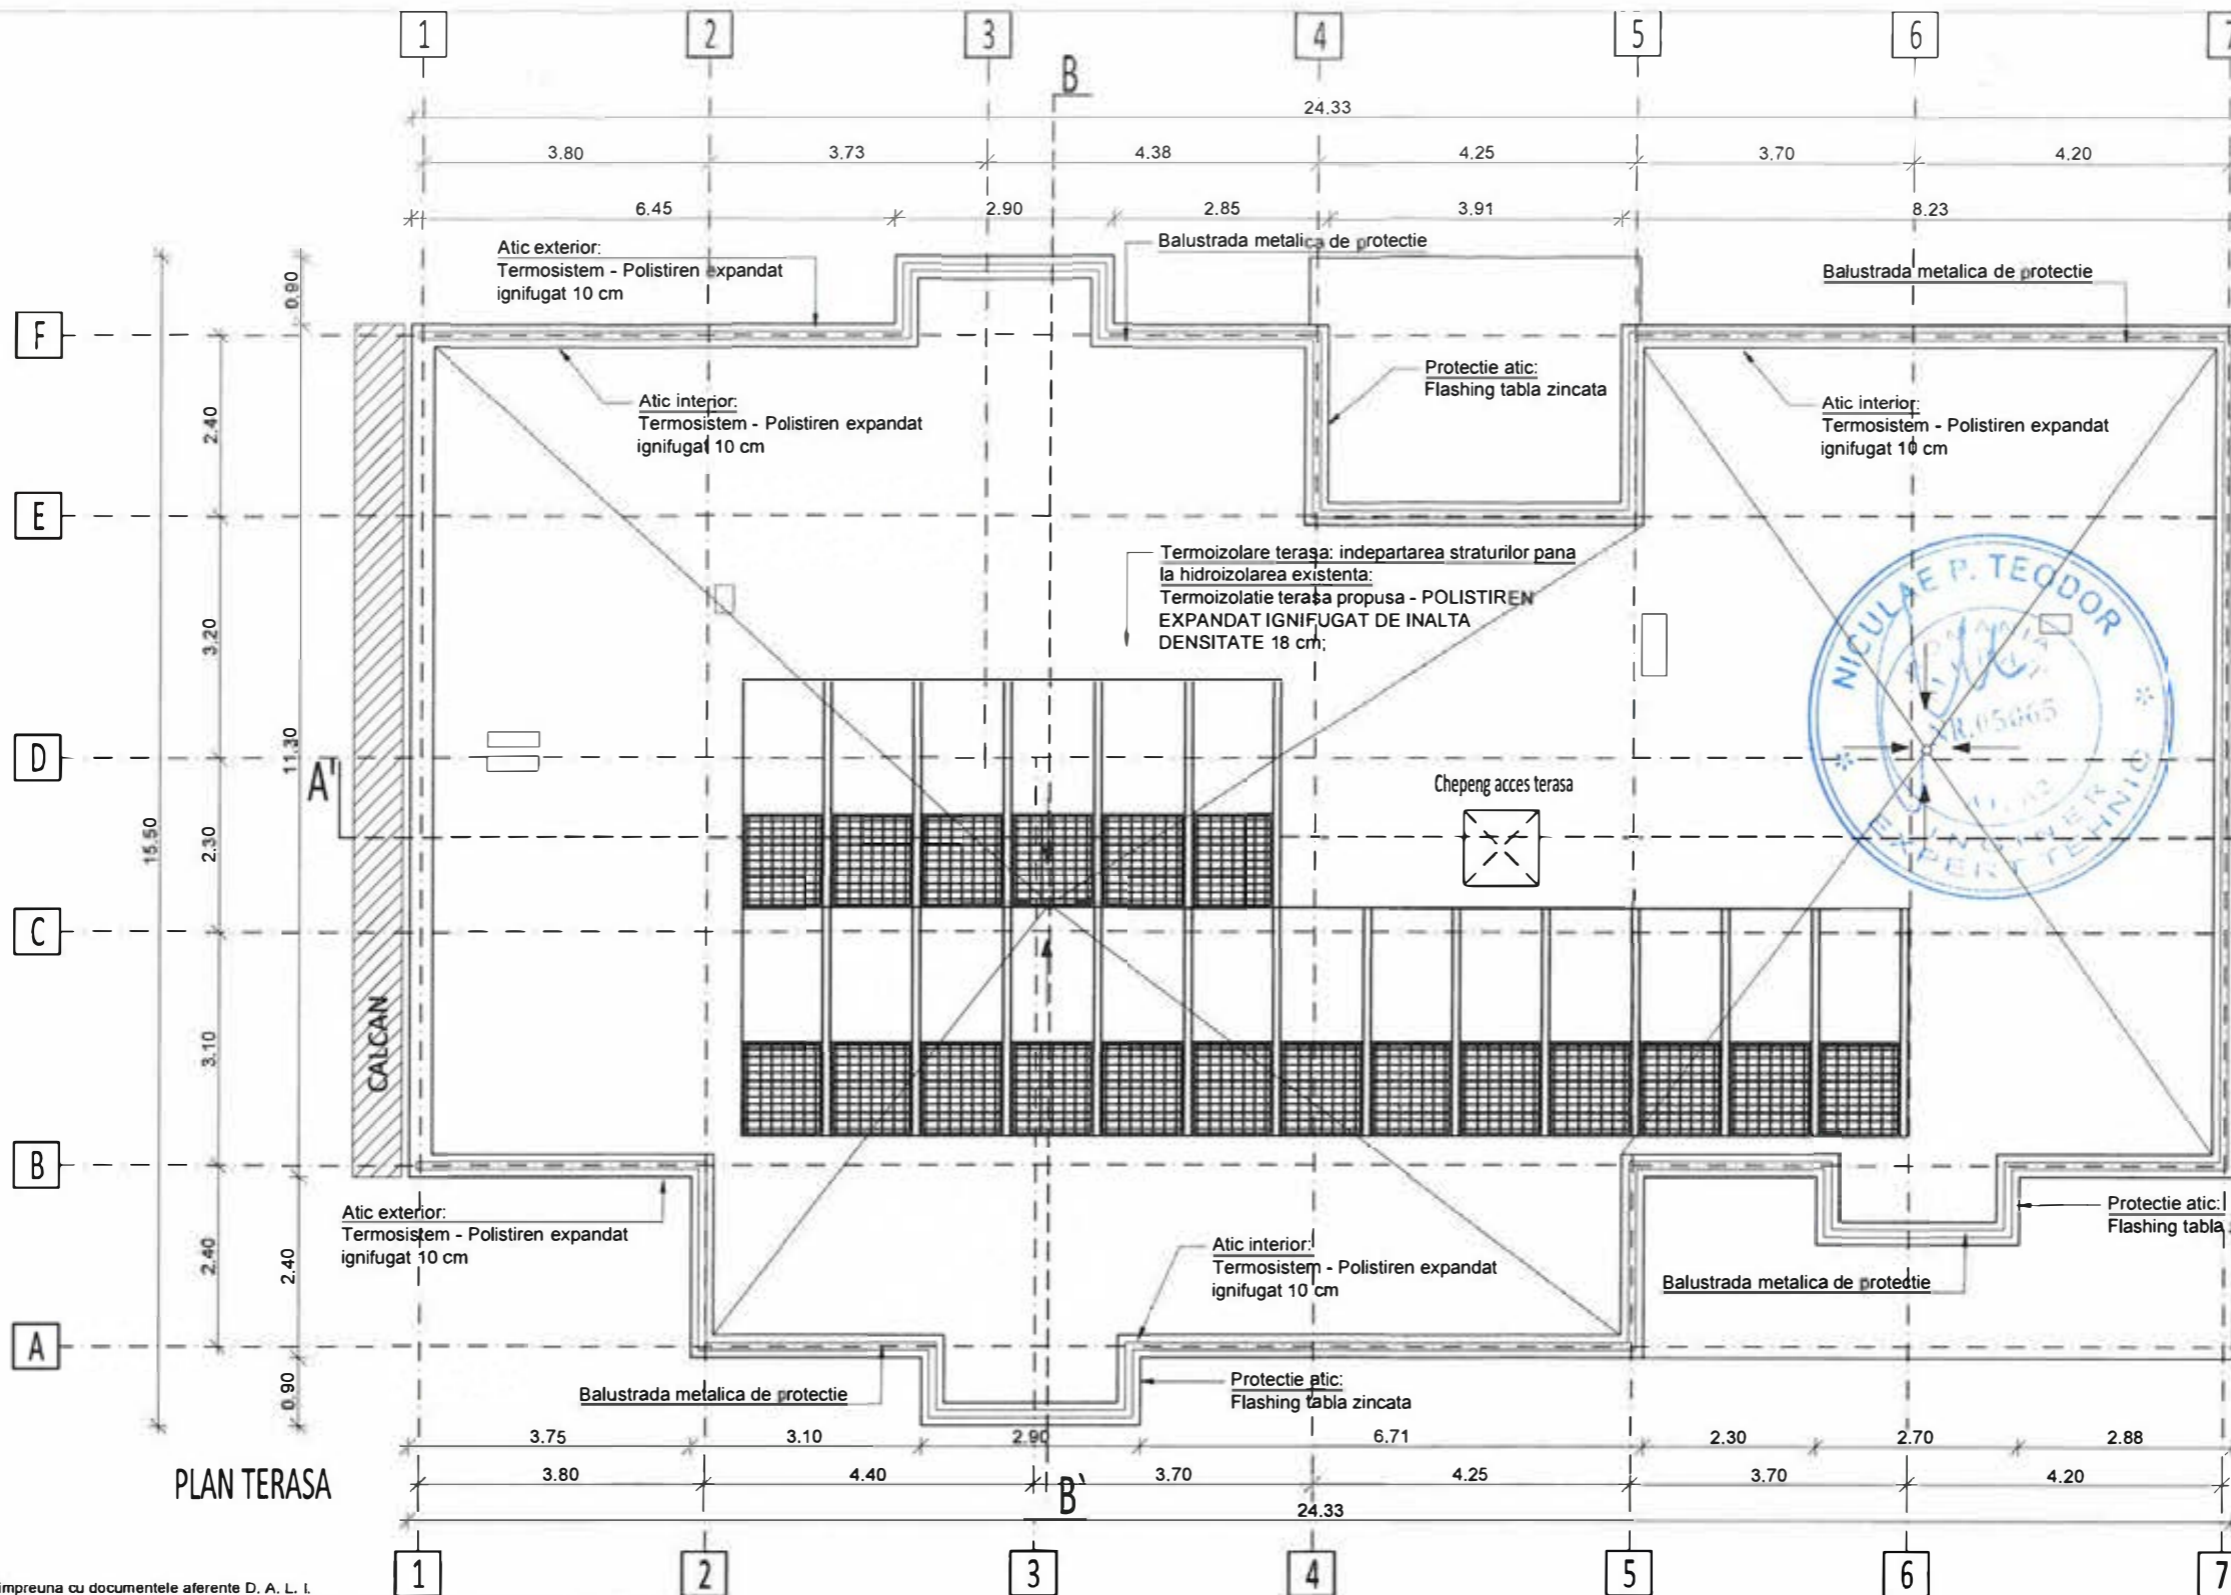 1 2 3 4 5 6
B
24.33
3.80 3.73 4.38 4.25 3.70 4.20
6.45 2.90 2.85 3.91 8.23
Atic exterior:
Termosistem - Polistiren expandat
ignifugat 10 cm
Balustrada metalica de protectie
Balustrada metalica de protectie
0.90
F
Protectie atic:
Flashing tabla zincata
Atic interior:
Termosistem - Polistiren expandat
ignifugat 10 cm
Atic interior:
Termosistem - Polistiren expandat
ignifugat 10 cm
2.40
E
Termoizolare terasa: indepartarea straturilor pana
la hidroizolarea existenta:
Termoizolatie terasa propusa - POLISTIREN
EXPANDAT IGNIFUGAT DE INALTA
DENSITATE 18 cm;
NICULAE P. TEODOR
INGINER
EXPERT TEHNIC
3.20
11.30
D
A'
Chepeng acces terasa
15.50
2.30
C
CALCAN
3.10
B
Atic exterior:
Termosistem - Polistiren expandat
ignifugat 10 cm
Protectie atic:
Flashing tabla
2.40
2.40
Atic interior:
Termosistem - Polistiren expandat
ignifugat 10 cm
Balustrada metalica de protectie
A
Balustrada metalica de protectie
Protectie atic:
Flashing tabla zincata
0.90
3.75 3.10 2.90 6.71 2.30 2.70 2.88
3.80 4.40 3.70 4.25 3.70 4.20
PLAN TERASA
B'
24.33
1 2 3 4 5 6 7
impreuna cu documentele aferente D. A. L. I.